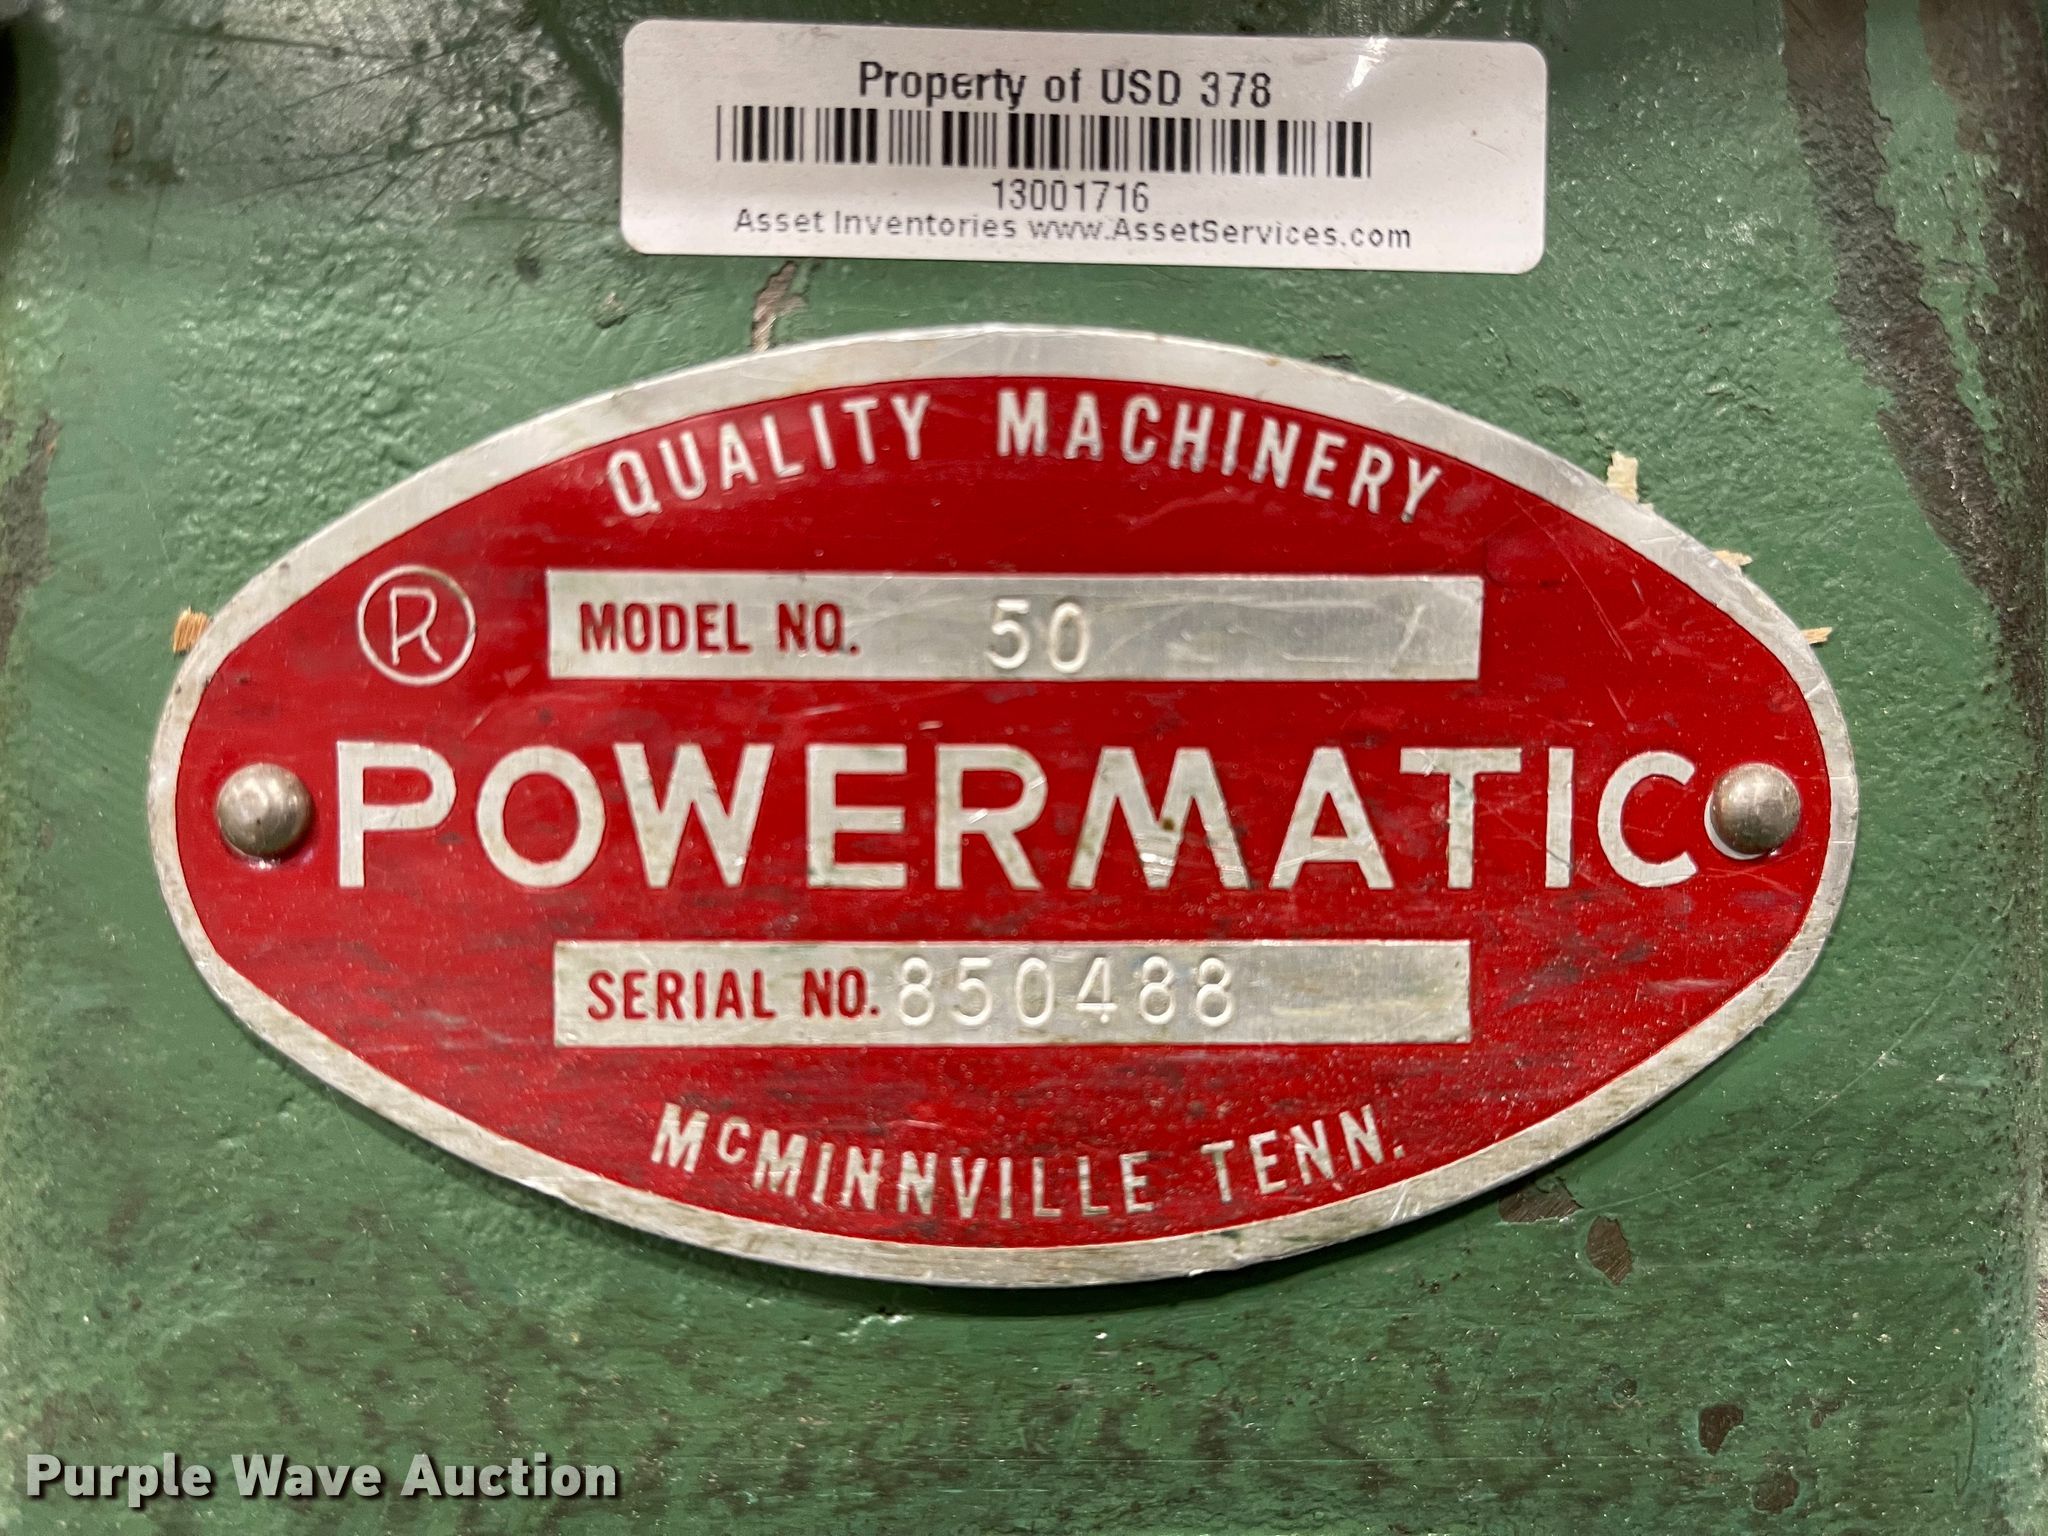 Property of USD 378
13001716
Asset Inventories www.AssetServices.com
QUALITY MACHINERY
®
MODEL NO. 50
POWERMATIC
SERIAL NO. 850488
McMINNVILLE TENN.
Purple Wave Auction